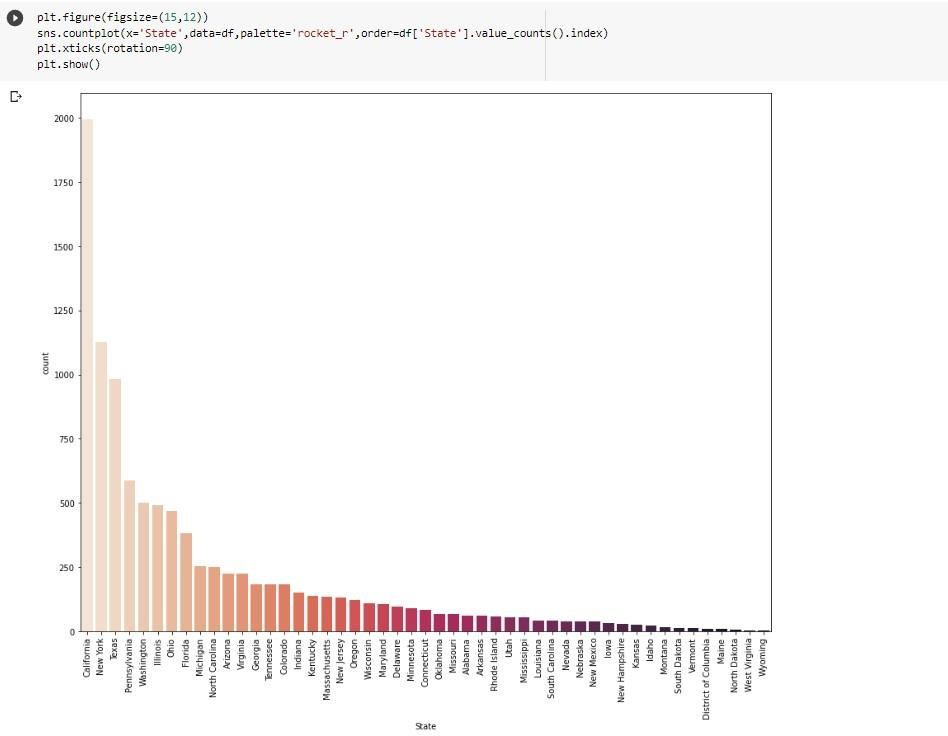 plt.figure(figsize=(15,12))
sns.countplot(x='State',data=df,palette='rocket_r',order=df['State'].value_counts().index)
plt.xticks(rotation=90)
plt.show()
2000
1750
1500
1250
1000
750
500
250
0
count
California
New York
Texas
Pennsylvania
Washington
Illinois
Ohio
Florida
Michigan
North Carolina
Arizona
Virginia
Georgia
Tennessee
Colorado
Indiana
Kentucky
Massachusetts
New Jersey
Oregon
Wisconsin
Maryland
Delaware
Minnesota
Connecticut
Oklahoma
Missouri
Alabama
Arkansas
Rhode Island
Utah
Mississippi
Louisiana
South Carolina
Nevada
Nebraska
New Mexico
Iowa
New Hampshire
Kansas
Idaho
Montana
South Dakota
Vermont
District of Columbia
Maine
North Dakota
West Virginia
Wyoming
State